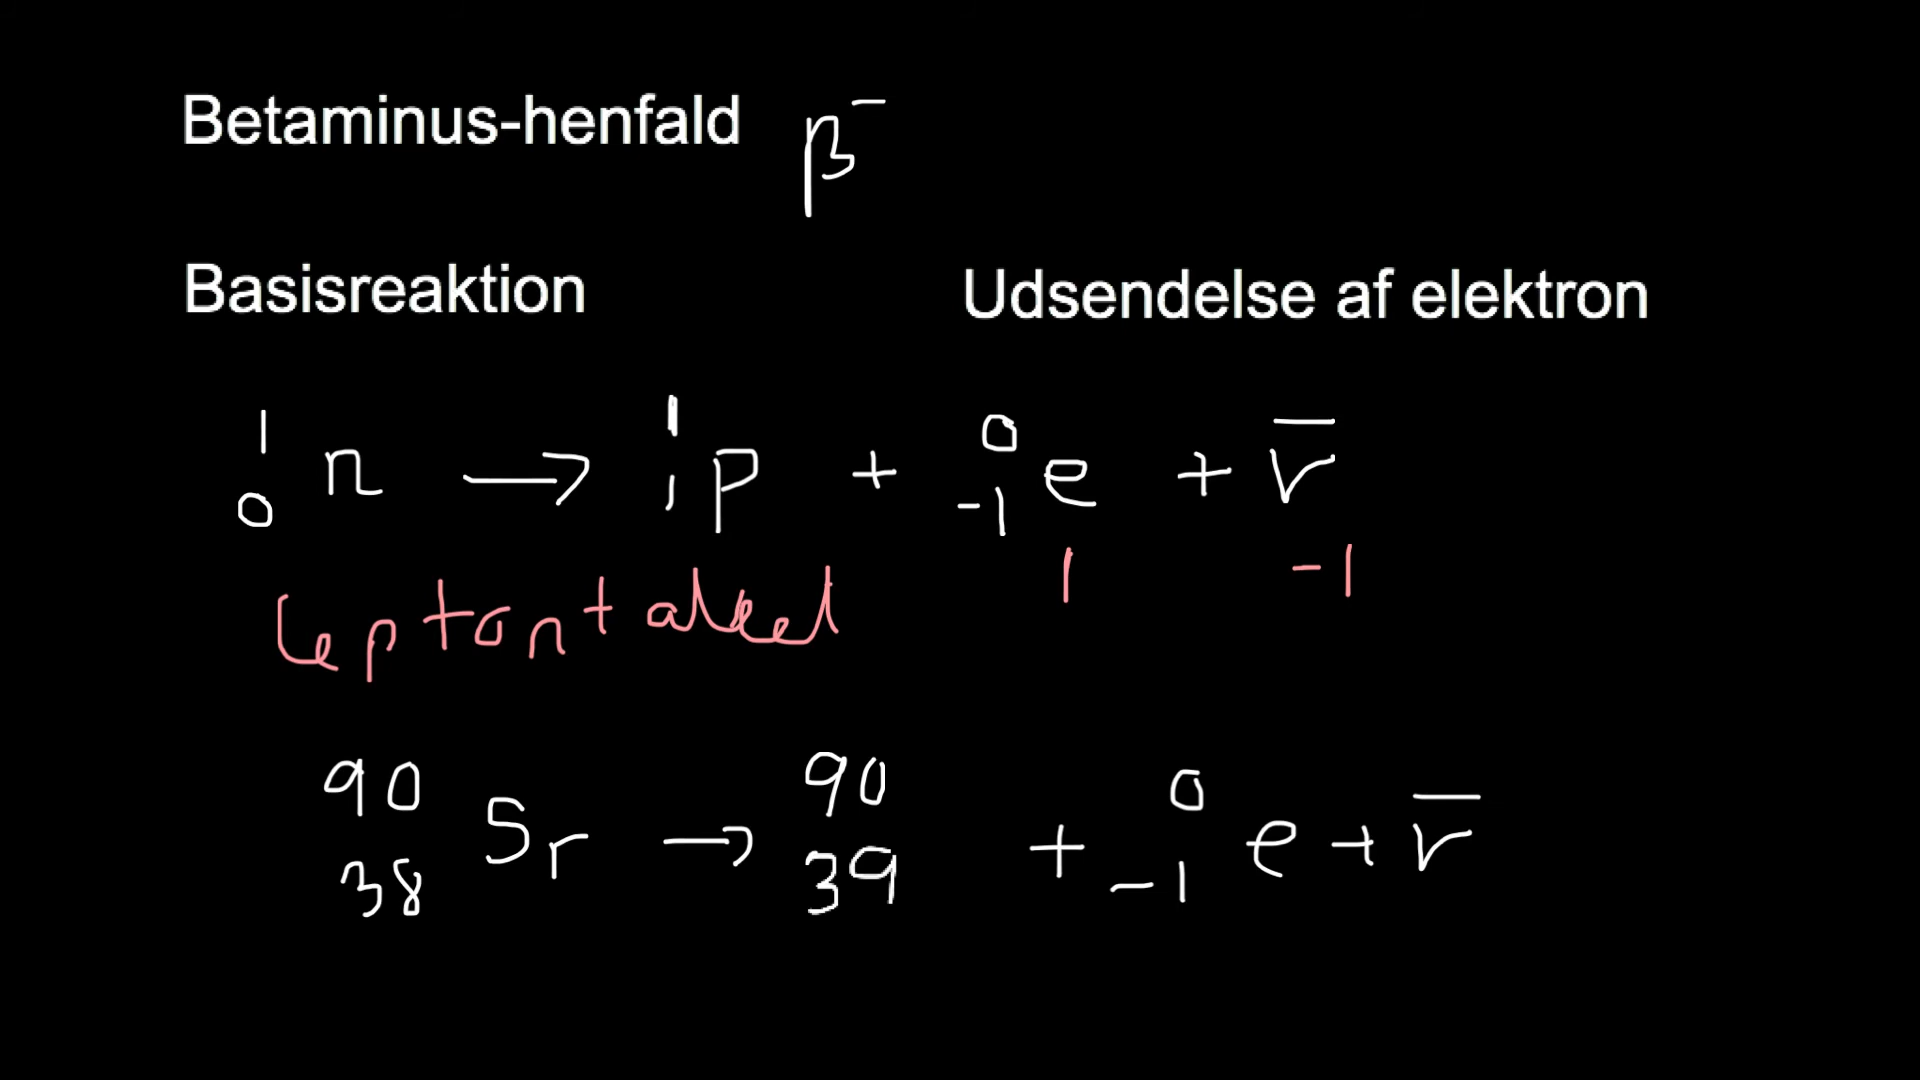 Betaminus-henfald β⁻
Basisreaktion Udsendelse af elektron
¹₀n → ¹₁p + ⁰₋₁e + ν̅
leptontallet 1 -1
⁹⁰₃₈Sr → ⁹⁰₃₉ + ⁰₋₁e + ν̅